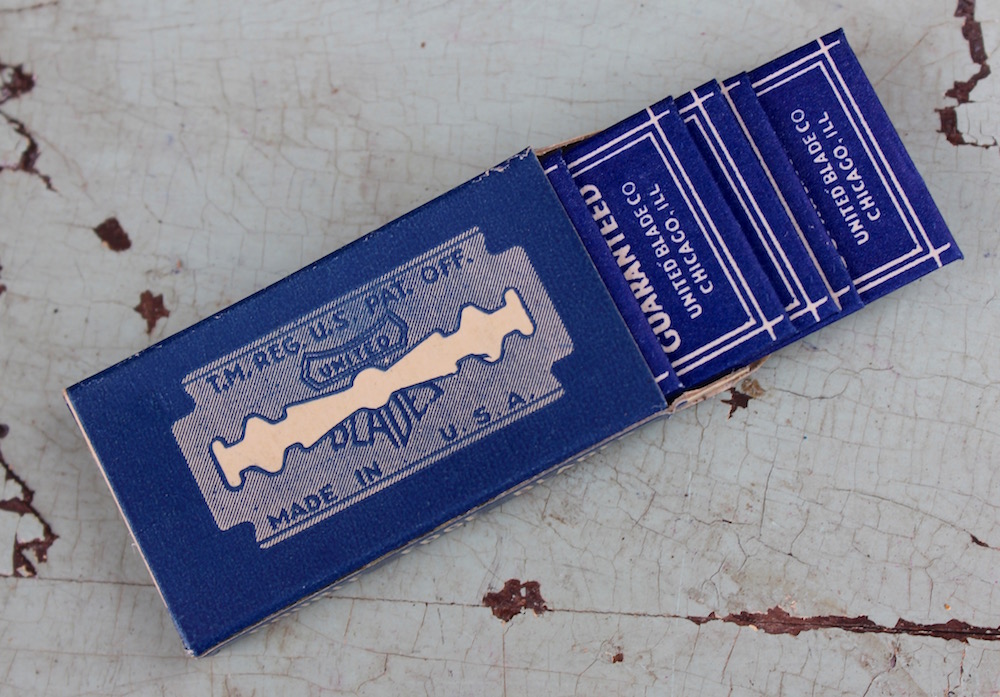 T.M. REG. U.S. PAT. OFF.
UNITED
BLADES
MADE IN U.S.A.
GUARANTEED
UNITED BLADE CO
CHICAGO, ILL
UNITED BLADE CO
CHICAGO, ILL